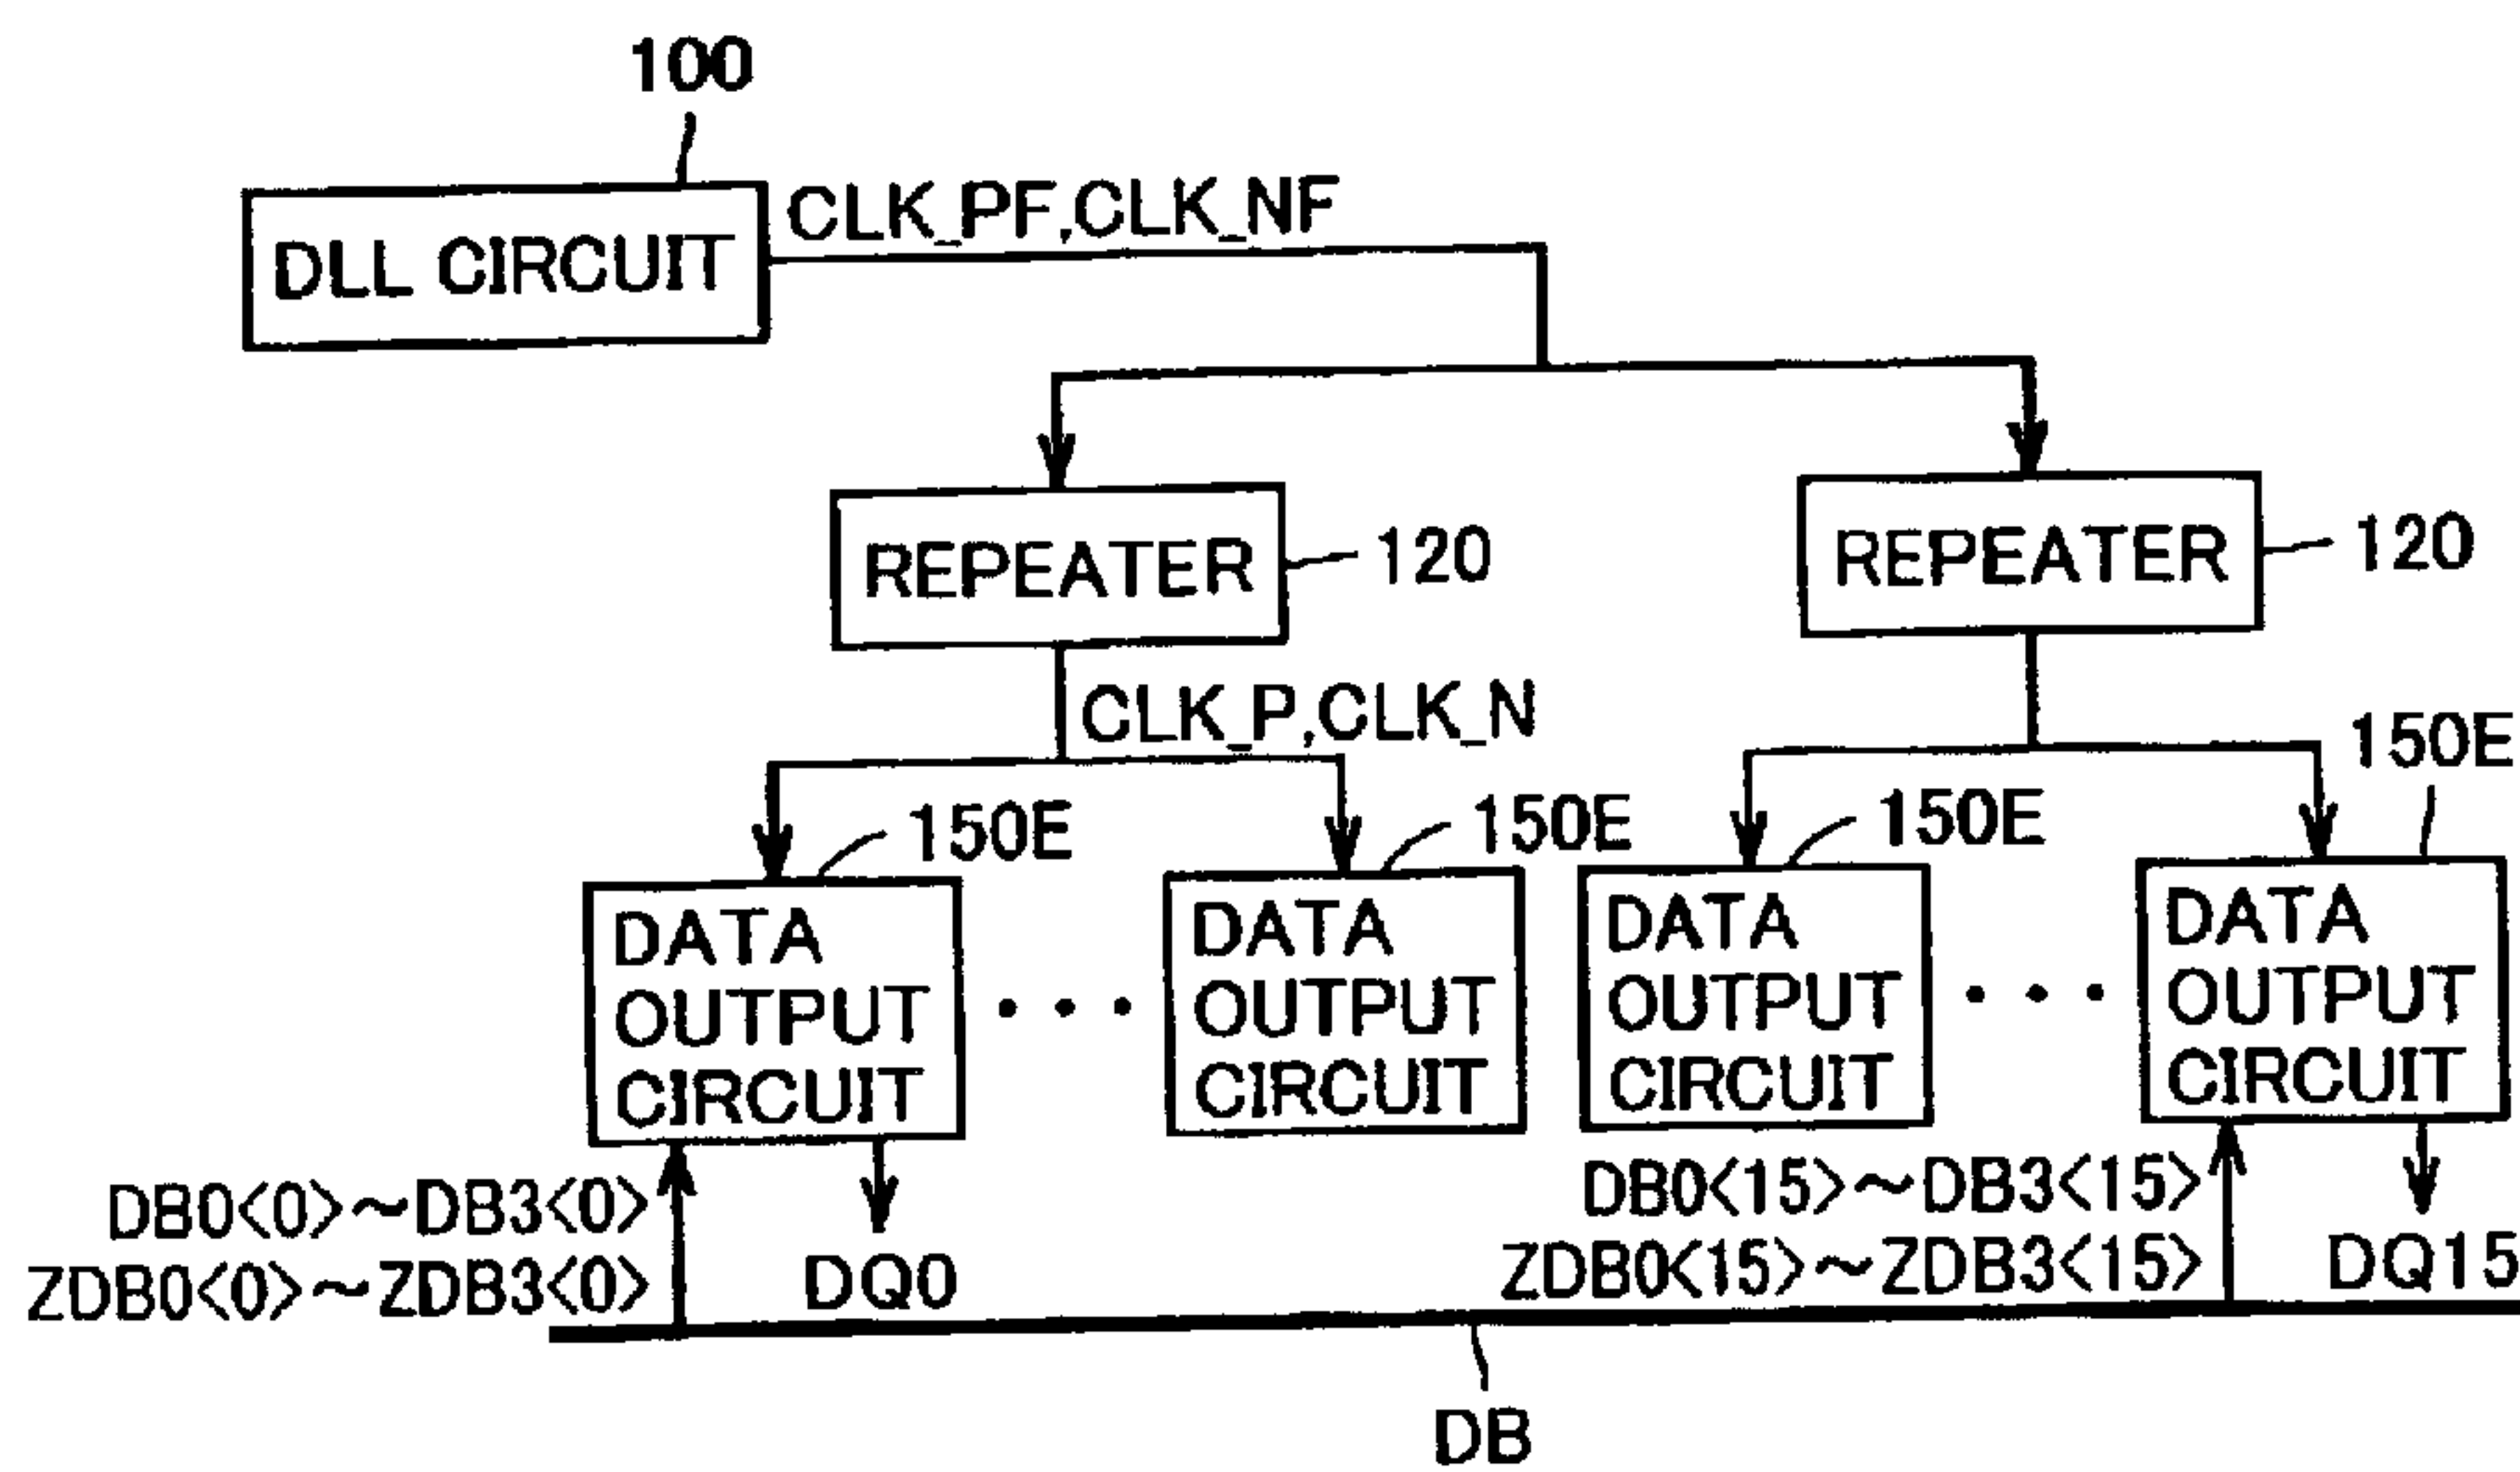 100
DLL CIRCUIT
CLK_PF,CLK_NF
REPEATER
120
REPEATER
120
CLK_P,CLK_N
150E
150E
150E
150E
DATA
OUTPUT
CIRCUIT
DATA
OUTPUT
CIRCUIT
DATA
OUTPUT
CIRCUIT
DATA
OUTPUT
CIRCUIT
DB0<0>~DB3<0>
ZDB0<0>~ZDB3<0>
DQ0
DB0<15>~DB3<15>
ZDB0<15>~ZDB3<15>
DQ15
DB